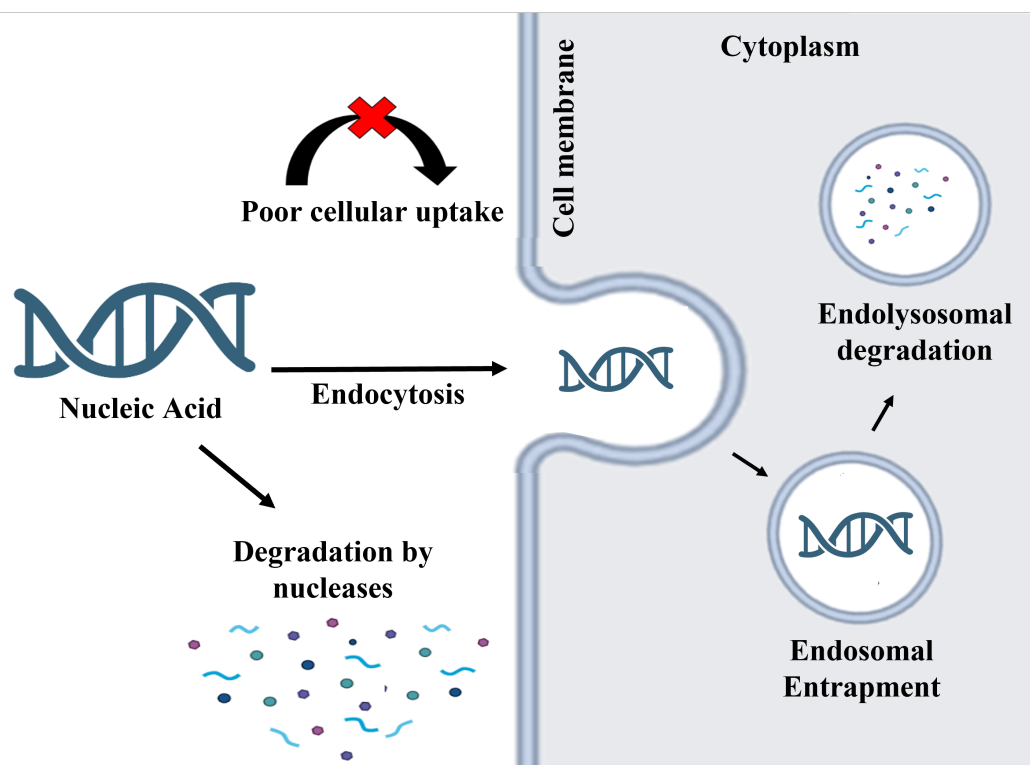 Cytoplasm
Cell membrane
Poor cellular uptake
Nucleic Acid
Endocytosis
Endolysosomal
degradation
Degradation by
nucleases
Endosomal
Entrapment